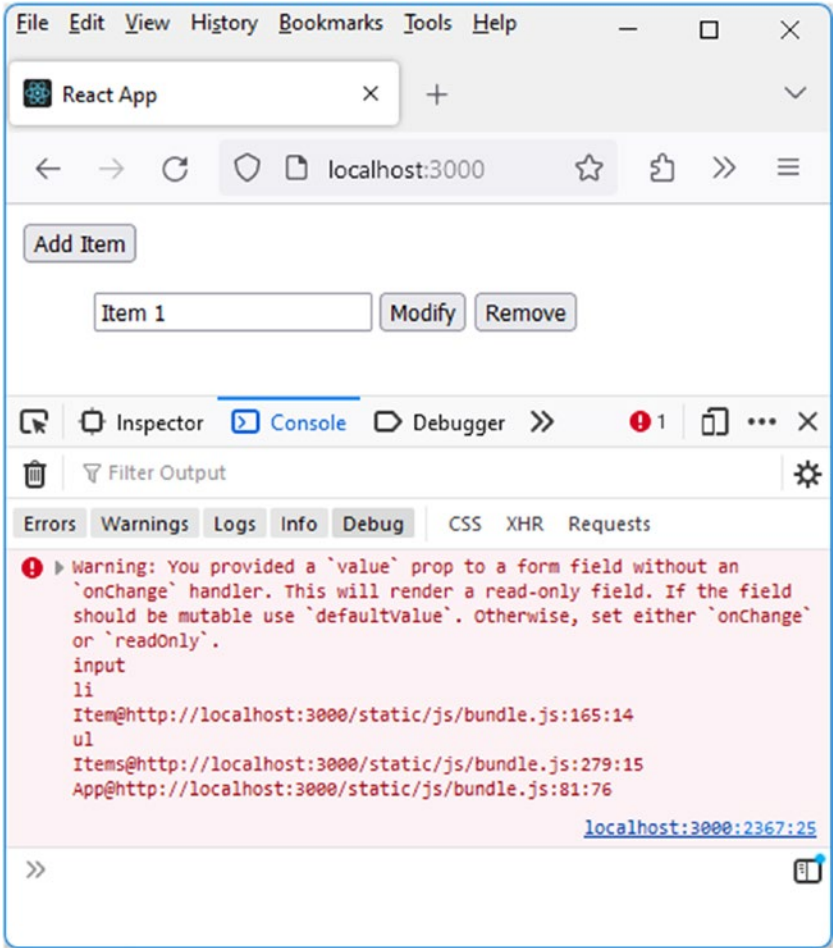 File Edit View History Bookmarks Tools Help
React App
localhost:3000
Add Item
Item 1 Modify Remove
Inspector Console Debugger 1
Filter Output
Errors Warnings Logs Info Debug CSS XHR Requests
Warning: You provided a `value` prop to a form field without an
`onChange` handler. This will render a read-only field. If the field
should be mutable use `defaultValue`. Otherwise, set either `onChange`
or `readOnly`.
input
li
Item@http://localhost:3000/static/js/bundle.js:165:14
ul
Items@http://localhost:3000/static/js/bundle.js:279:15
App@http://localhost:3000/static/js/bundle.js:81:76
localhost:3000:2367:25